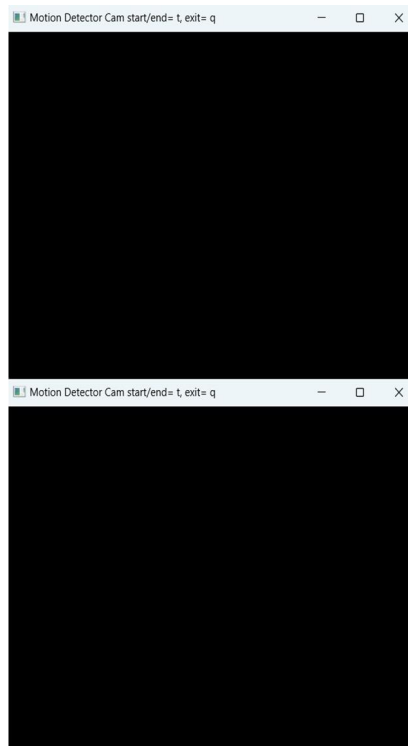 Motion Detector Cam start/end= t, exit= q
Motion Detector Cam start/end= t, exit= q